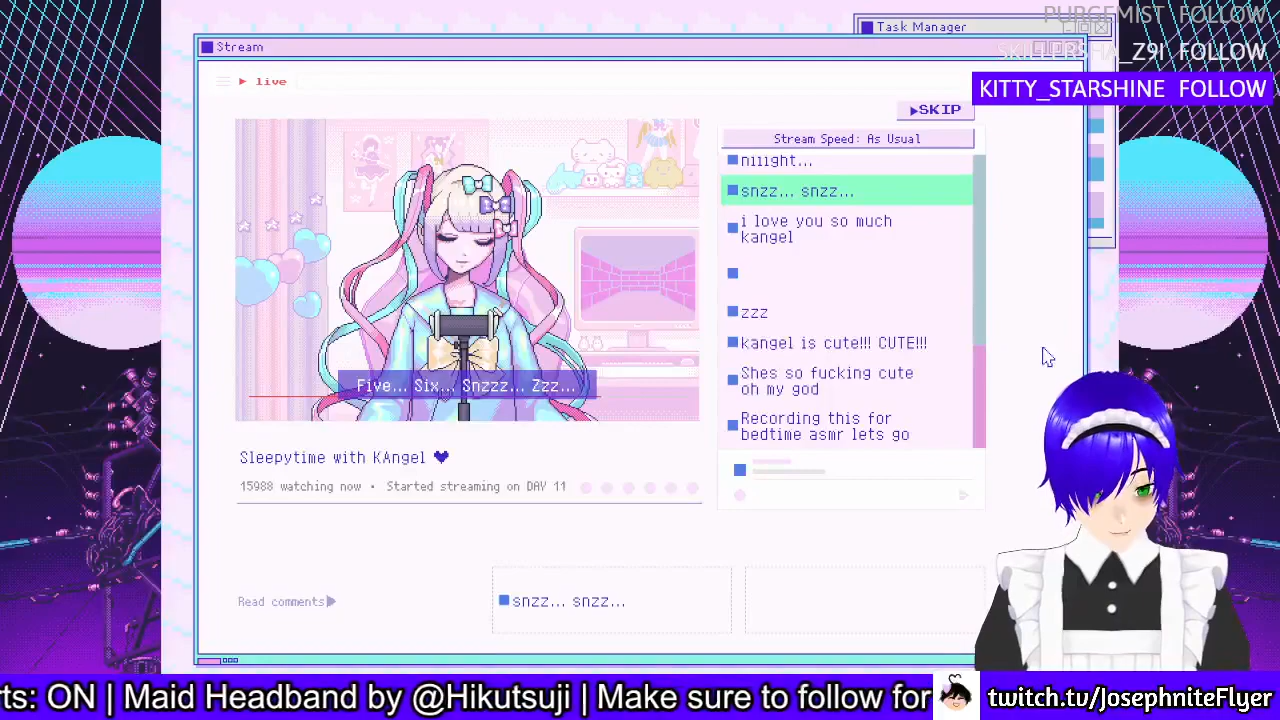 PURGEMIST FOLLOW
Task Manager
Stream
SKILLERSHA_Z9I FOLLOW
live
KITTY_STARSHINE FOLLOW
▶SKIP
Stream Speed: As Usual
niiight...
snzz... snzz...
i love you so much
kangel
zzz
kangel is cute!!! CUTE!!!
Shes so fucking cute
oh my god
Recording this for
bedtime asmr lets go
Five... Six... Snzzz... Zzz...
Sleepytime with KAngel
15988 watching now • Started streaming on DAY 11
Read comments▶
snzz... snzz...
rts: ON | Maid Headband by @Hikutsuji | Make sure to follow for
twitch.tv/JosephniteFlyer